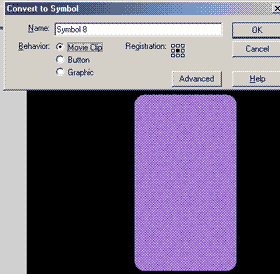 Convert to Symbol
Name: Symbol 8 OK
Behavior: Movie Clip Registration: Cancel
Button
Graphic Advanced Help